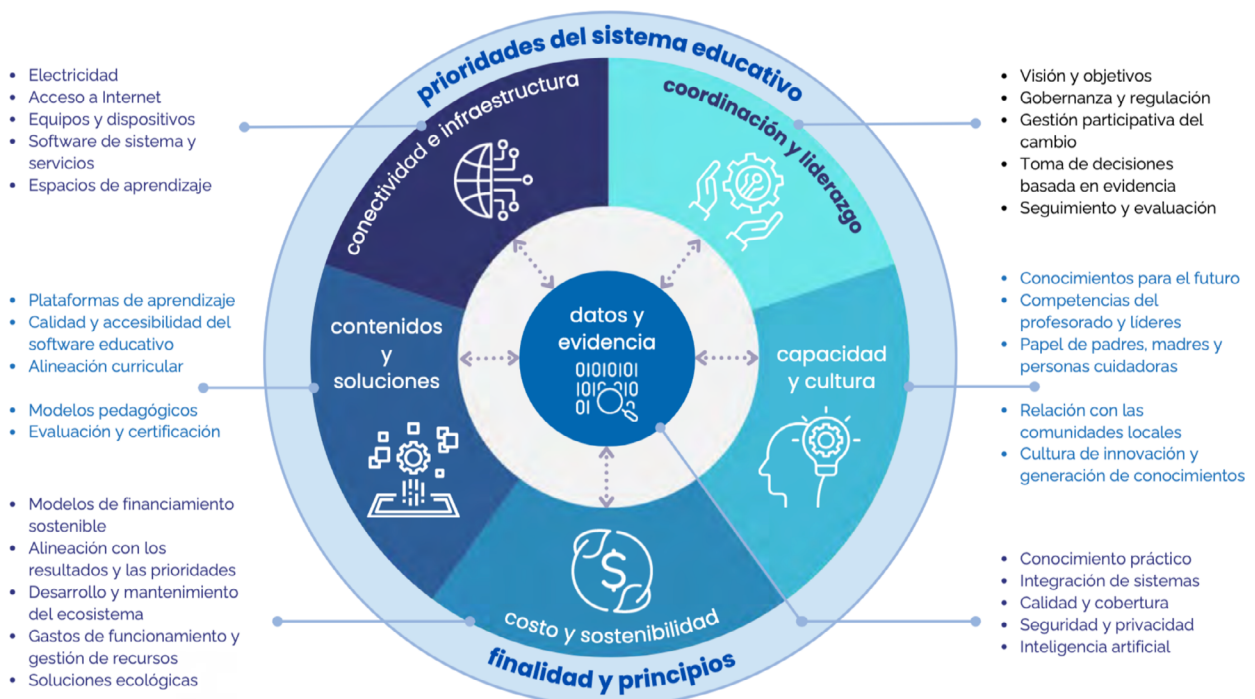 prioridades del sistema educativo
conectividad e infraestructura
coordinación y liderazgo
contenidos
y
soluciones
datos y
evidencia
01010101
101 010
01
capacidad
y cultura
$
costo y sostenibilidad
finalidad y principios
• Electricidad
• Acceso a Internet
• Equipos y dispositivos
• Software de sistema y
servicios
• Espacios de aprendizaje
• Plataformas de aprendizaje
• Calidad y accesibilidad del
software educativo
• Alineación curricular
• Modelos pedagógicos
• Evaluación y certificación
• Modelos de financiamiento
sostenible
• Alineación con los
resultados y las prioridades
• Desarrollo y mantenimiento
del ecosistema
• Gastos de funcionamiento y
gestión de recursos
• Soluciones ecológicas
• Visión y objetivos
• Gobernanza y regulación
• Gestión participativa del
cambio
• Toma de decisiones
basada en evidencia
• Seguimiento y evaluación
• Conocimientos para el futuro
• Competencias del
profesorado y líderes
• Papel de padres, madres y
personas cuidadoras
• Relación con las
comunidades locales
• Cultura de innovación y
generación de conocimientos
• Conocimiento práctico
• Integración de sistemas
• Calidad y cobertura
• Seguridad y privacidad
• Inteligencia artificial